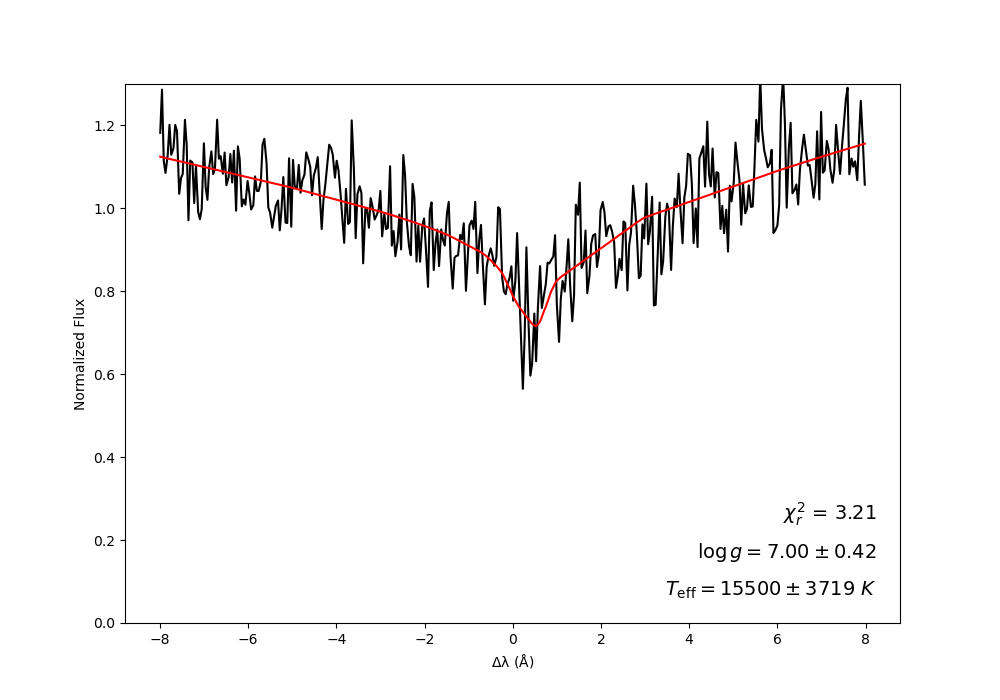 1.2
1.0
0.8
0.6
0.4
0.2
0.0
Normalized Flux
χ²ᵣ = 3.21
log g = 7.00 ± 0.42
T_eff = 15500 ± 3719 K
−8 −6 −4 −2 0 2 4 6 8
Δλ (Å)